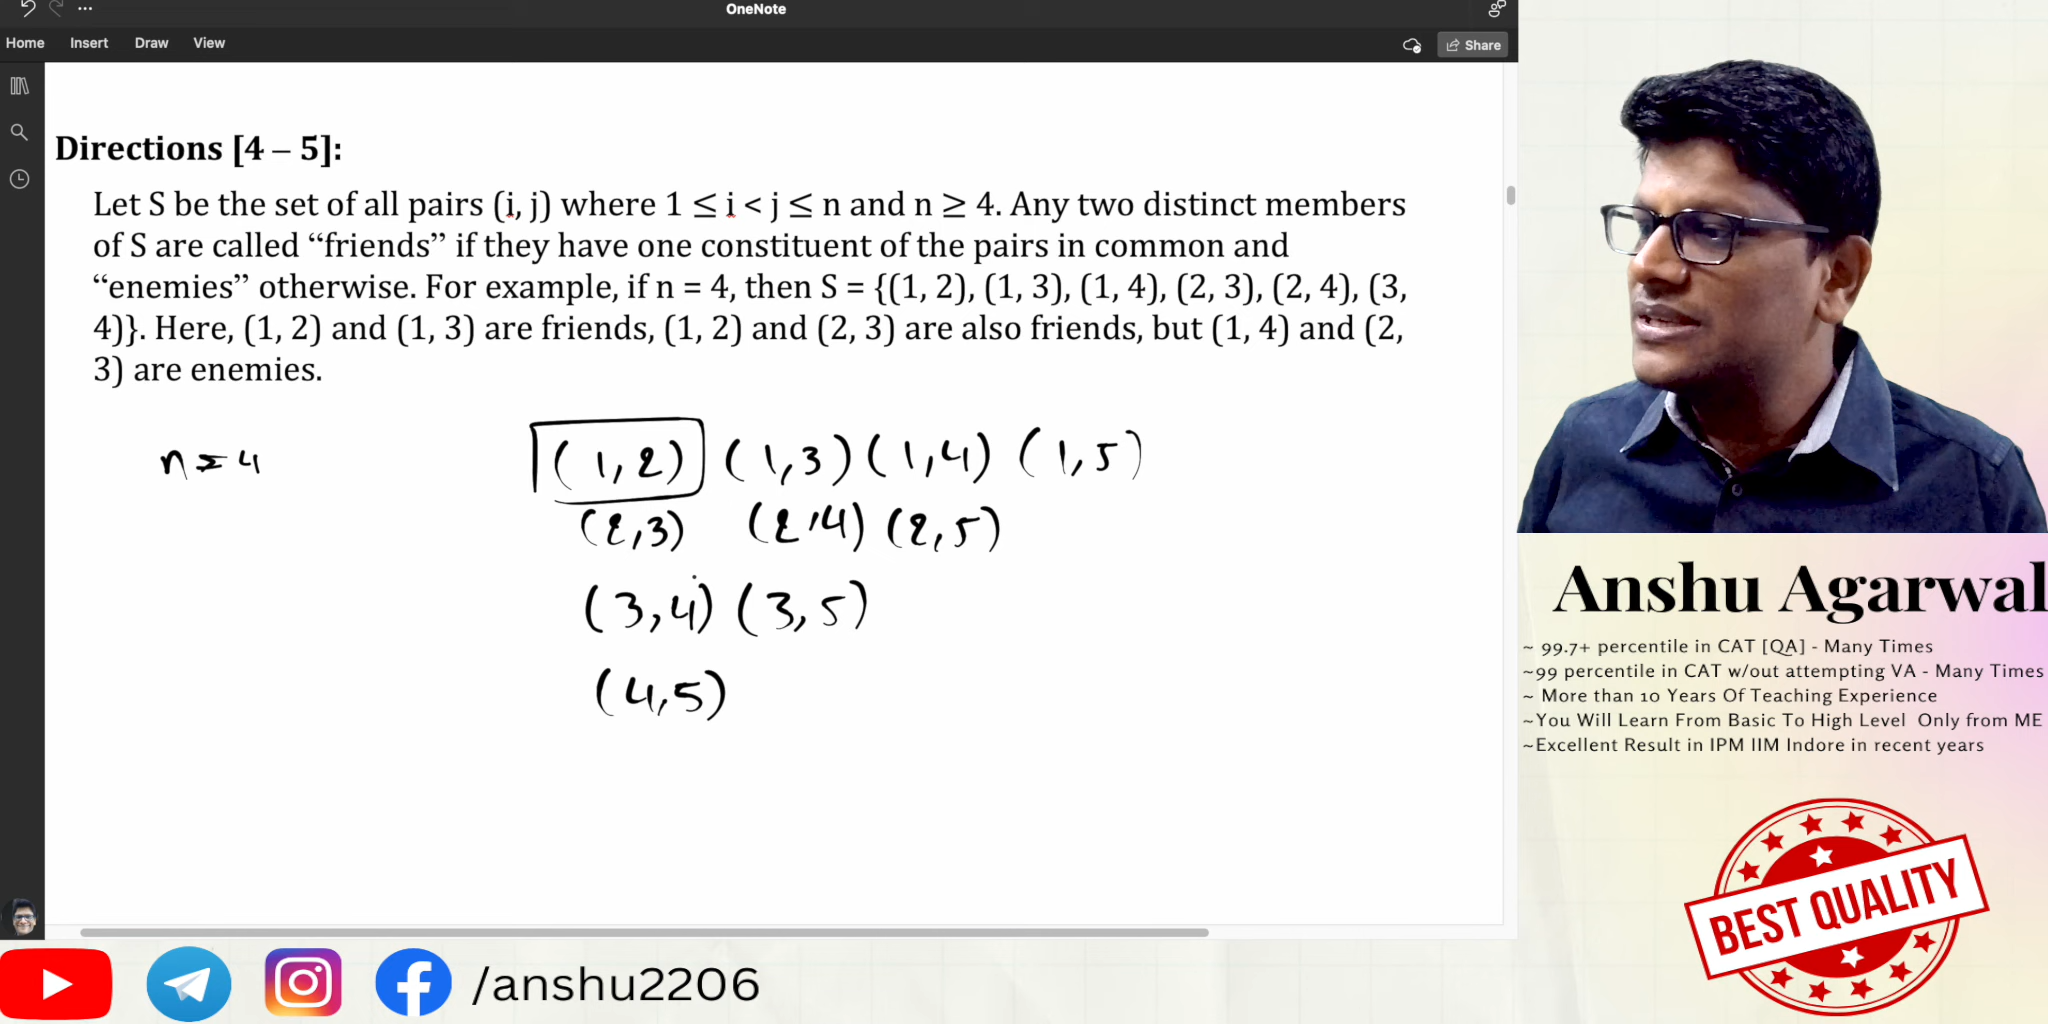 OneNote
Home Insert Draw View
Share
Directions [4 – 5]:
Let S be the set of all pairs (i, j) where 1 ≤ i < j ≤ n and n ≥ 4. Any two distinct members
of S are called “friends” if they have one constituent of the pairs in common and
“enemies” otherwise. For example, if n = 4, then S = {(1, 2), (1, 3), (1, 4), (2, 3), (2, 4), (3,
4)}. Here, (1, 2) and (1, 3) are friends, (1, 2) and (2, 3) are also friends, but (1, 4) and (2,
3) are enemies.
(1,2) (1,3) (1,4) (1,5)
(2,3) (2,4) (2,5)
(3,4) (3,5)
(4,5)
Anshu Agarwal
~ 99.7+ percentile in CAT [QA] - Many Times
~99 percentile in CAT w/out attempting VA - Many Times
~ More than 10 Years Of Teaching Experience
~You Will Learn From Basic To High Level Only from ME
~Excellent Result in IPM IIM Indore in recent years
BEST QUALITY
/anshu2206